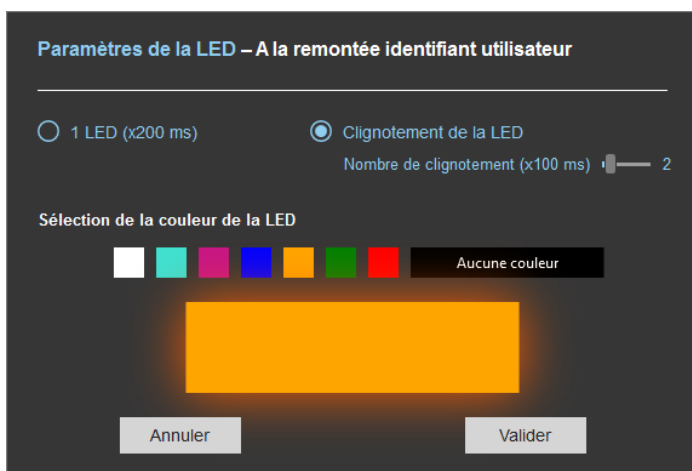 Paramètres de la LED – A la remontée identifiant utilisateur
1 LED (x200 ms)
Clignotement de la LED
Nombre de clignotement (x100 ms) 2
Sélection de la couleur de la LED
Aucune couleur
Annuler
Valider